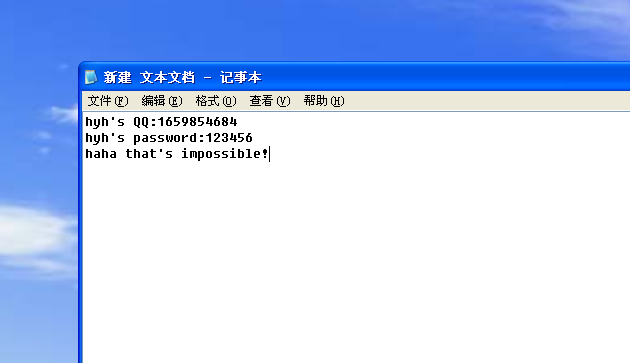 新建 文本文档 - 记事本
文件(F) 编辑(E) 格式(O) 查看(V) 帮助(H)
hyh's QQ:1659854684
hyh's password:123456
haha that's impossible!